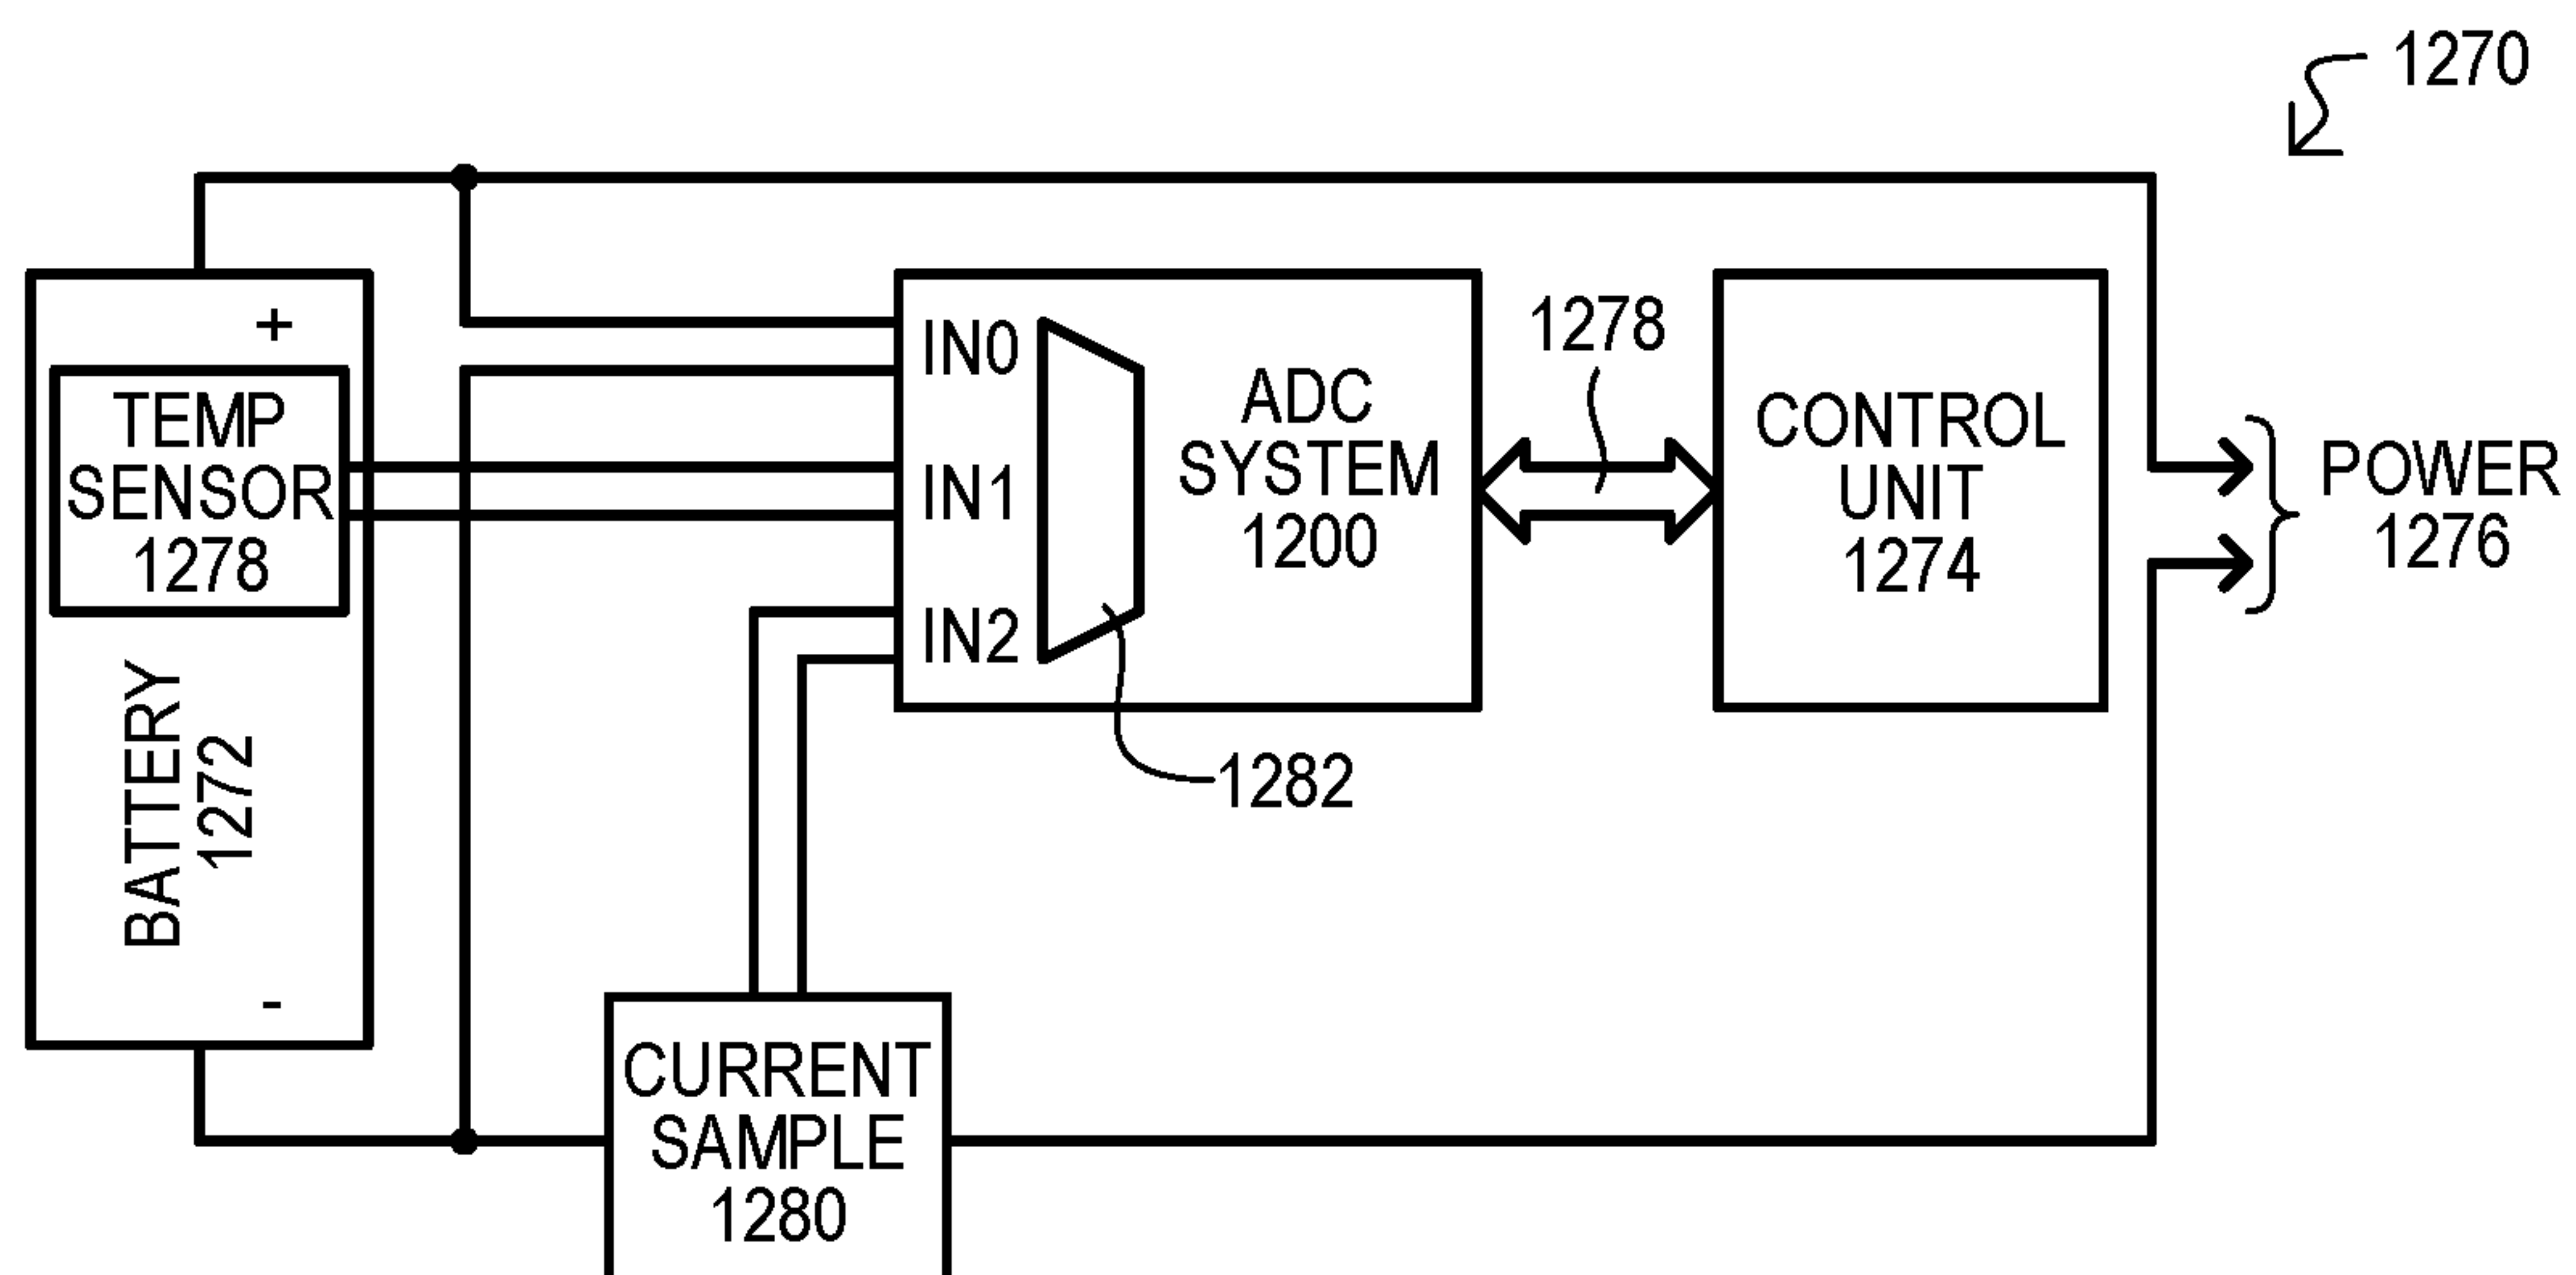 1270
+
TEMP
SENSOR
1278
BATTERY
1272
-
IN0
IN1
IN2
ADC
SYSTEM
1200
1282
1278
CONTROL
UNIT
1274
POWER
1276
CURRENT
SAMPLE
1280